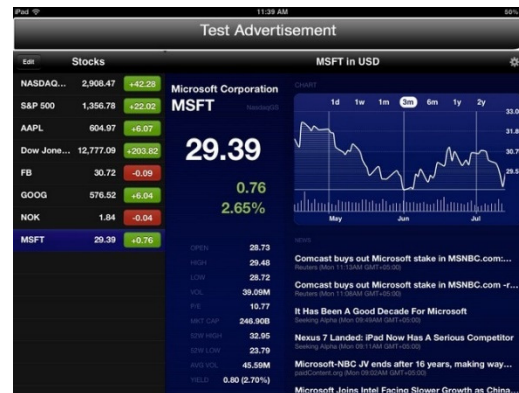 iPad
11:39 AM
60%
Test Advertisement
Edit
Stocks
MSFT in USD
NASDAQ... 2,908.47 +42.28
S&P 500 1,356.78 +22.02
AAPL 604.97 +6.07
Dow Jone... 12,777.09 +203.82
FB 30.72 -0.09
GOOG 576.52 +6.04
NOK 1.84 -0.04
MSFT 29.39 +0.76
Microsoft Corporation
MSFT NasdaqGS
29.39
0.76
2.65%
OPEN 28.73
HIGH 29.48
LOW 28.72
VOL 39.09M
P/E 10.77
MKT CAP 246.90B
52W HIGH 32.95
52W LOW 23.79
AVG VOL 45.59M
YIELD 0.80 (2.70%)
CHART
1d 1w 1m 3m 6m 1y 2y
33.0
31.8
30.7
29.5
May Jun Jul
NEWS
Comcast buys out Microsoft stake in MSNBC.com:...
Reuters (Mon 11:13AM GMT+05:00)
Comcast buys out Microsoft stake in MSNBC.com -r...
Reuters (Mon 11:08AM GMT+05:00)
It Has Been A Good Decade For Microsoft
Seeking Alpha (Mon 09:49AM GMT+05:00)
Nexus 7 Landed: iPad Now Has A Serious Competitor
Seeking Alpha (Mon 09:11AM GMT+05:00)
Microsoft-NBC JV ends after 16 years, making way...
paidContent.org (Mon 09:02AM GMT+05:00)
Microsoft Joins Intel Facing Slower Growth as China...